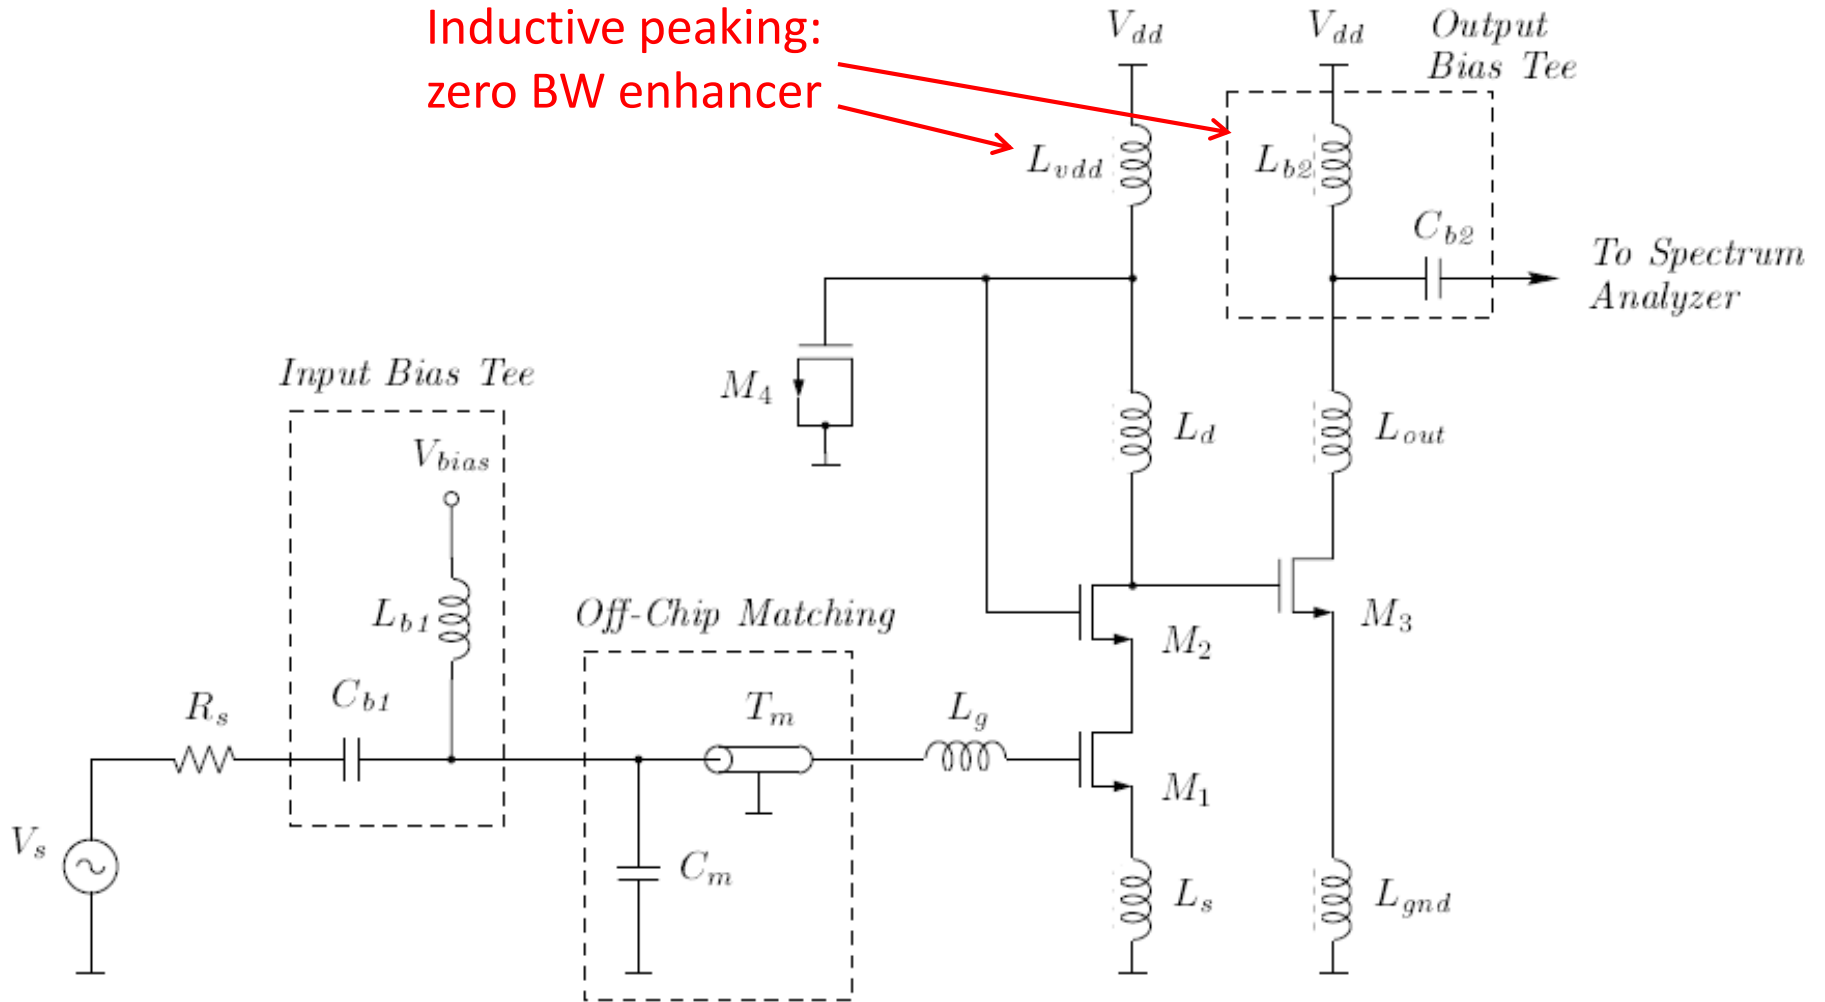 Inductive peaking:
zero BW enhancer
Vdd
Vdd
Output
Bias Tee
Lvdd
Lb2
Cb2
To Spectrum
Analyzer
Input Bias Tee
M4
Ld
Lout
Vbias
Lb1
Off-Chip Matching
M2
M3
Rs
Cb1
Tm
Lg
M1
Vs
Cm
Ls
Lgnd